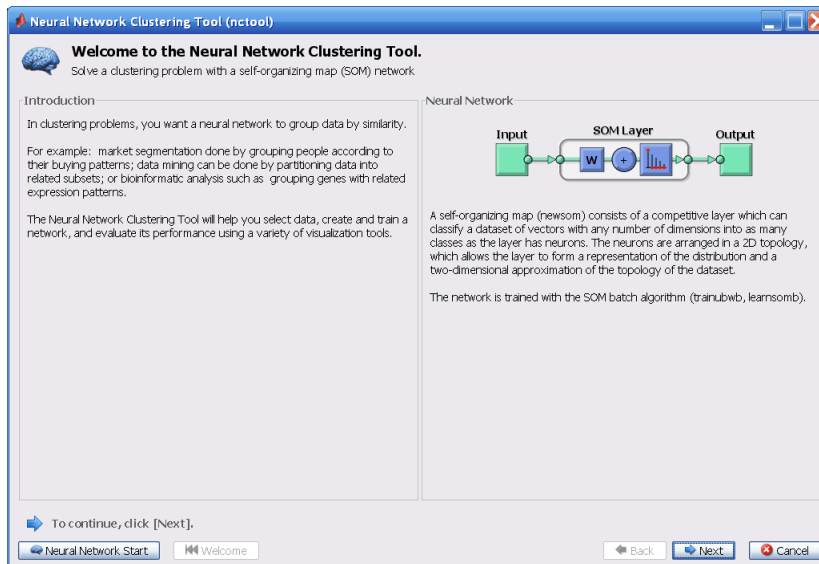 Neural Network Clustering Tool (nctool)
Welcome to the Neural Network Clustering Tool.
Solve a clustering problem with a self-organizing map (SOM) network
Introduction
In clustering problems, you want a neural network to group data by similarity.
For example: market segmentation done by grouping people according to
their buying patterns; data mining can be done by partitioning data into
related subsets; or bioinformatic analysis such as grouping genes with related
expression patterns.
The Neural Network Clustering Tool will help you select data, create and train a
network, and evaluate its performance using a variety of visualization tools.
Neural Network
Input SOM Layer Output
W +
A self-organizing map (newsom) consists of a competitive layer which can
classify a dataset of vectors with any number of dimensions into as many
classes as the layer has neurons. The neurons are arranged in a 2D topology,
which allows the layer to form a representation of the distribution and a
two-dimensional approximation of the topology of the dataset.
The network is trained with the SOM batch algorithm (trainubwb, learnsomb).
To continue, click [Next].
Neural Network Start Welcome Back Next Cancel